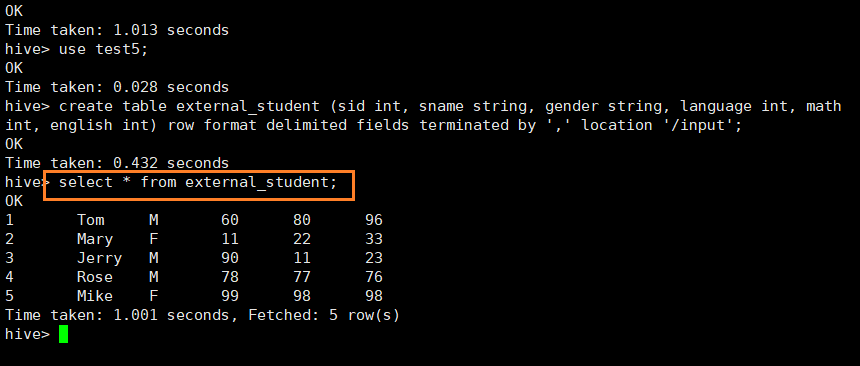 OK
Time taken: 1.013 seconds
hive> use test5;
OK
Time taken: 0.028 seconds
hive> create table external_student (sid int, sname string, gender string, language int, math
int, english int) row format delimited fields terminated by ',' location '/input';
OK
Time taken: 0.432 seconds
hive> select * from external_student;
OK
1 Tom M 60 80 96
2 Mary F 11 22 33
3 Jerry M 90 11 23
4 Rose M 78 77 76
5 Mike F 99 98 98
Time taken: 1.001 seconds, Fetched: 5 row(s)
hive>